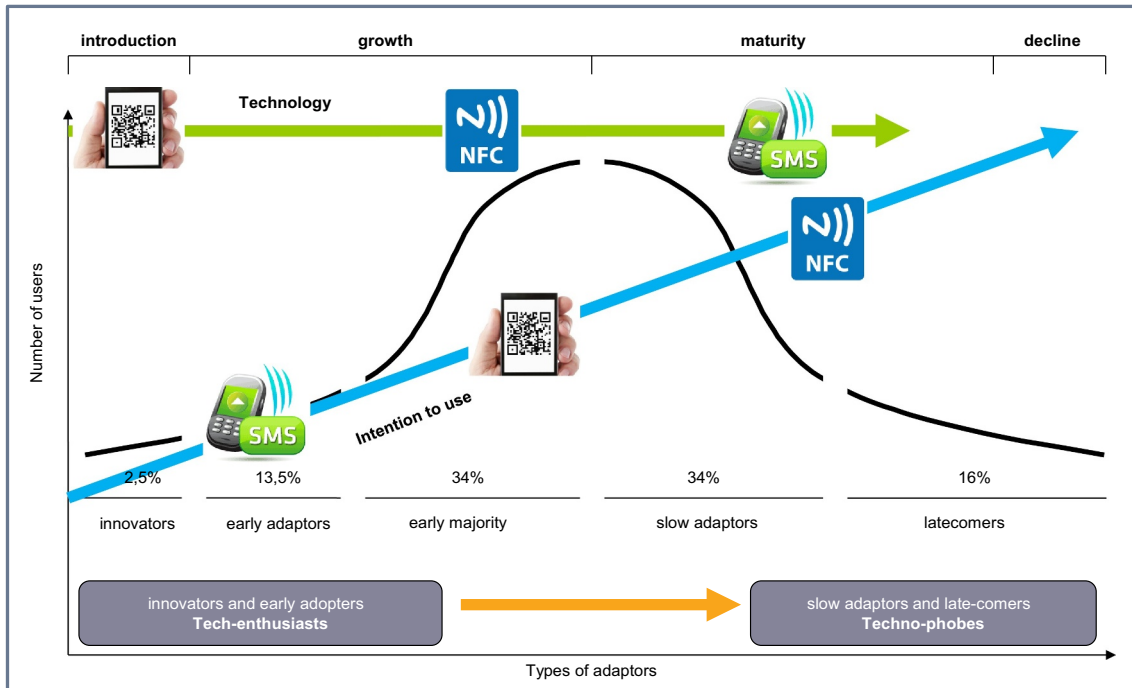 introduction
growth
maturity
decline
Technology
NFC
SMS
NFC
Number of users
SMS
Intention to use
2,5%
13,5%
34%
34%
16%
innovators
early adaptors
early majority
slow adaptors
latecomers
innovators and early adopters
Tech-enthusiasts
slow adaptors and late-comers
Techno-phobes
Types of adaptors